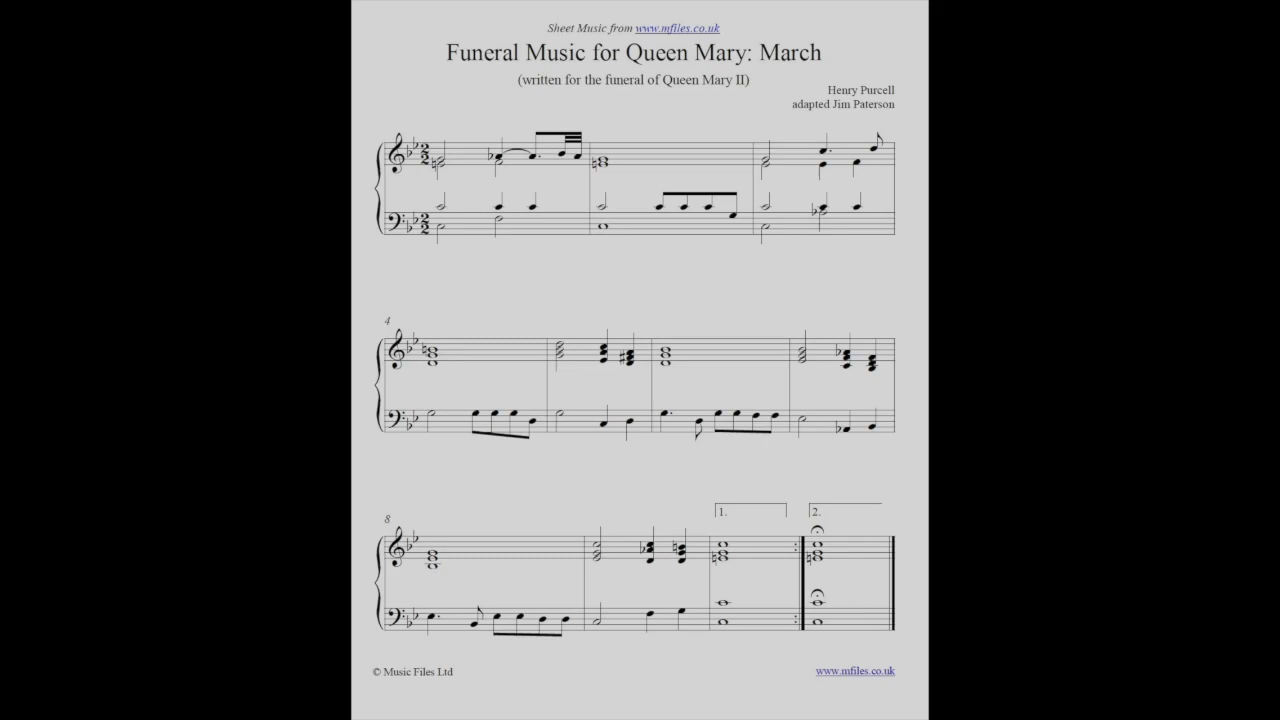 Sheet Music from www.mfiles.co.uk
Funeral Music for Queen Mary: March
(written for the funeral of Queen Mary II)
Henry Purcell
adapted Jim Paterson
4
8
1.
2.
© Music Files Ltd
www.mfiles.co.uk